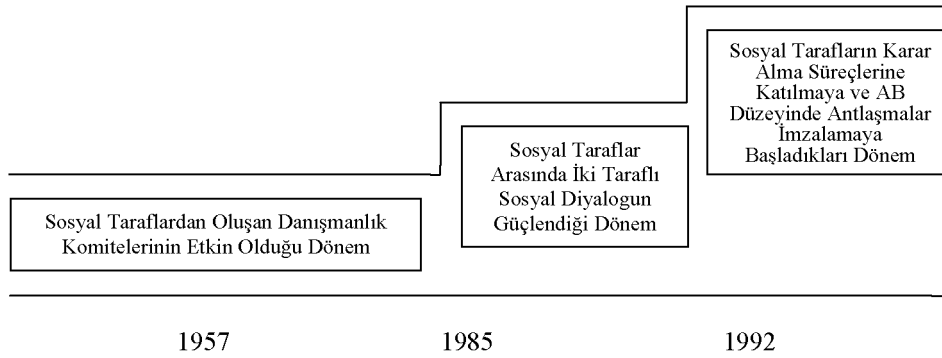 Sosyal Taraflardan Oluşan Danışmanlık
Komitelerinin Etkin Olduğu Dönem
Sosyal Taraflar
Arasında İki Taraflı
Sosyal Diyalogun
Güçlendiği Dönem
Sosyal Tarafların Karar
Alma Süreçlerine
Katılmaya ve AB
Düzeyinde Antlaşmalar
İmzalamaya
Başladıkları Dönem
1957
1985
1992